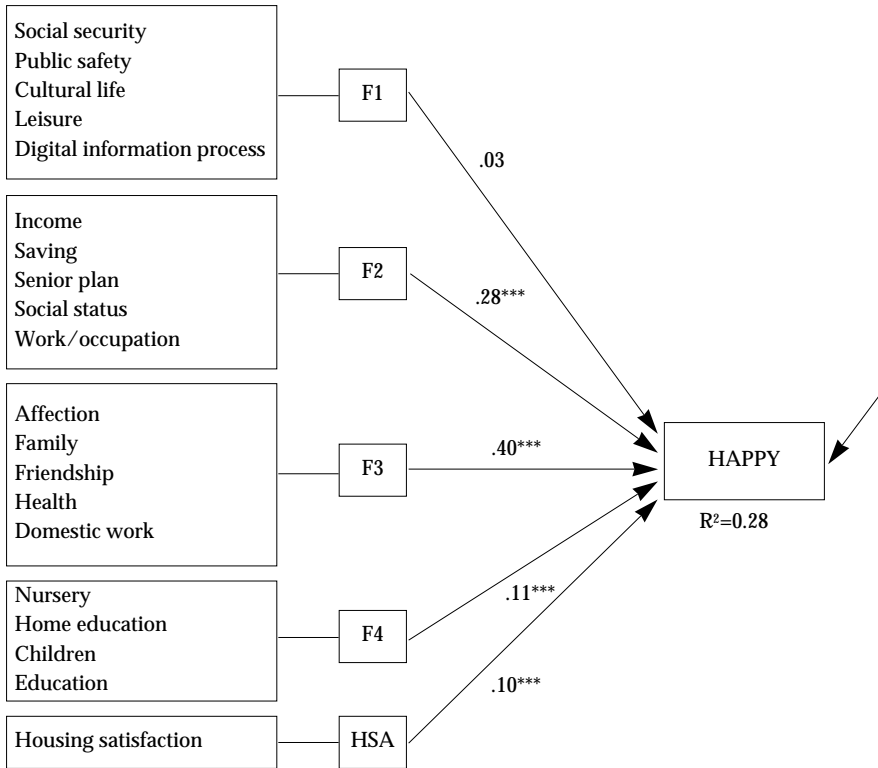 Social security
Public safety
Cultural life
Leisure
Digital information process
F1
.03
Income
Saving
Senior plan
Social status
Work/occupation
F2
.28***
Affection
Family
Friendship
Health
Domestic work
F3
.40***
HAPPY
R²=0.28
Nursery
Home education
Children
Education
F4
.11***
Housing satisfaction
HSA
.10***